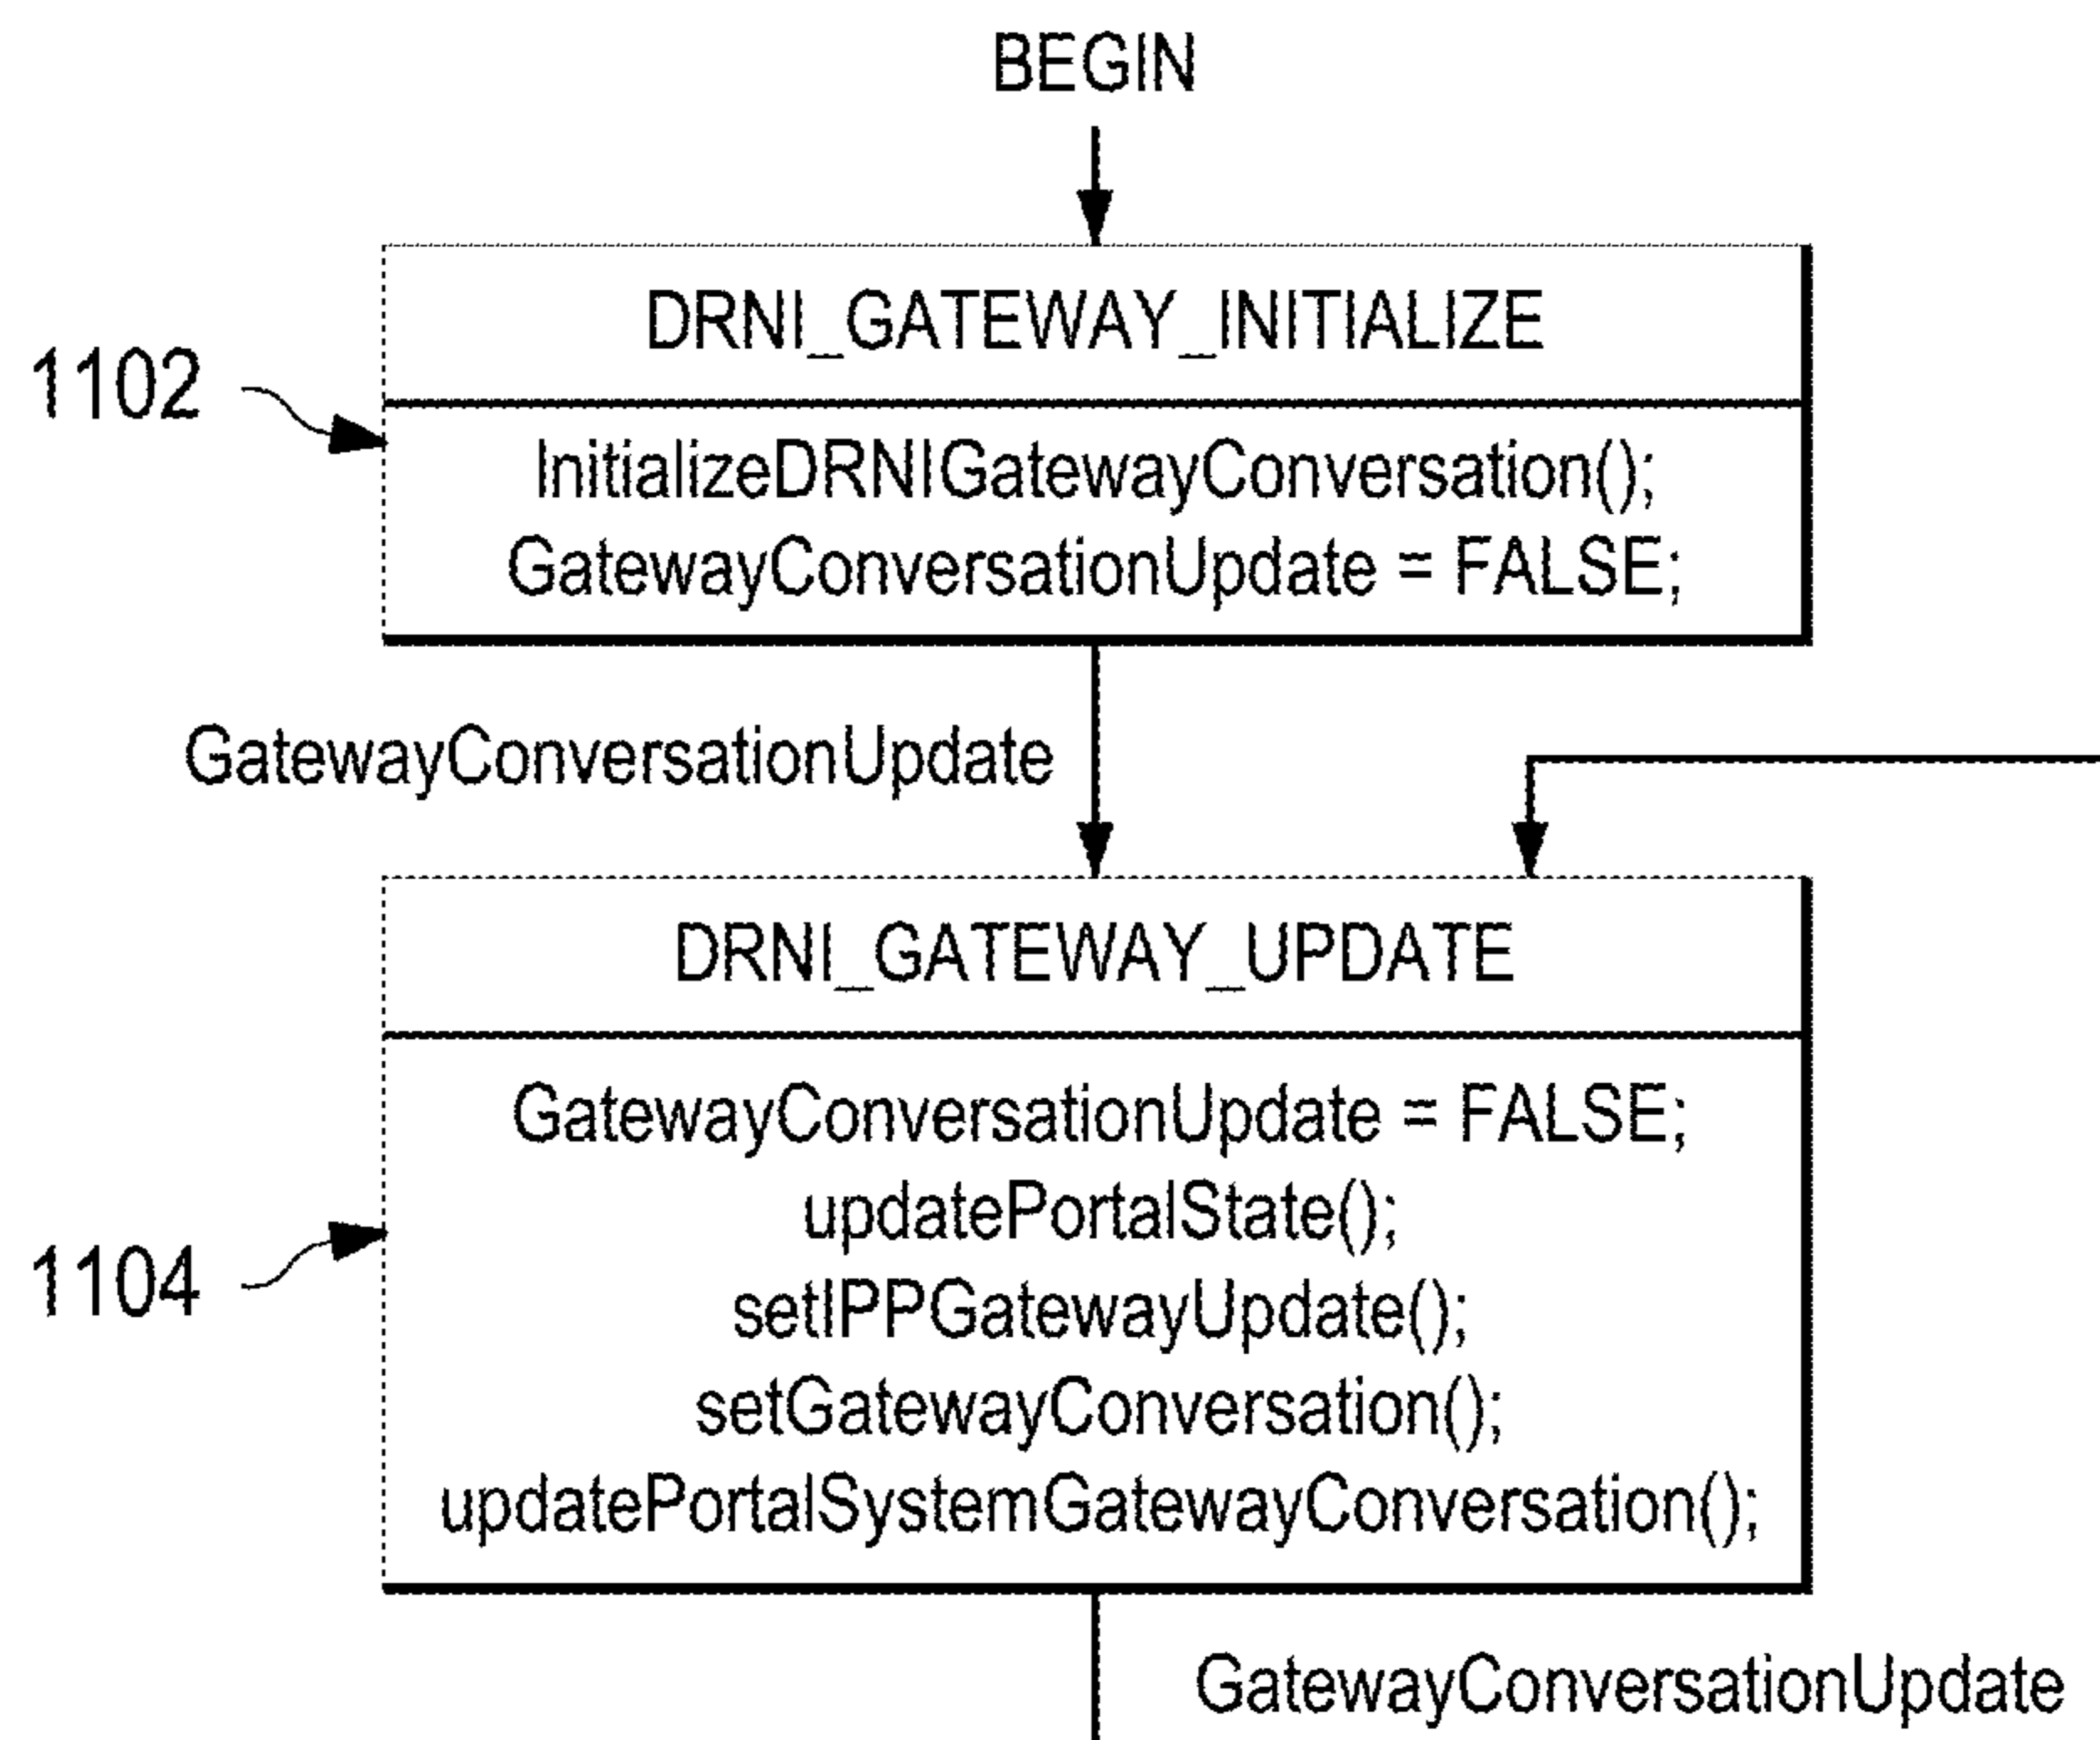 BEGIN
DRNI_GATEWAY_INITIALIZE
1102
InitializeDRNIGatewayConversation();
GatewayConversationUpdate = FALSE;
GatewayConversationUpdate
DRNI_GATEWAY_UPDATE
GatewayConversationUpdate = FALSE;
updatePortalState();
1104
setIPPGatewayUpdate();
setGatewayConversation();
updatePortalSystemGatewayConversation();
GatewayConversationUpdate